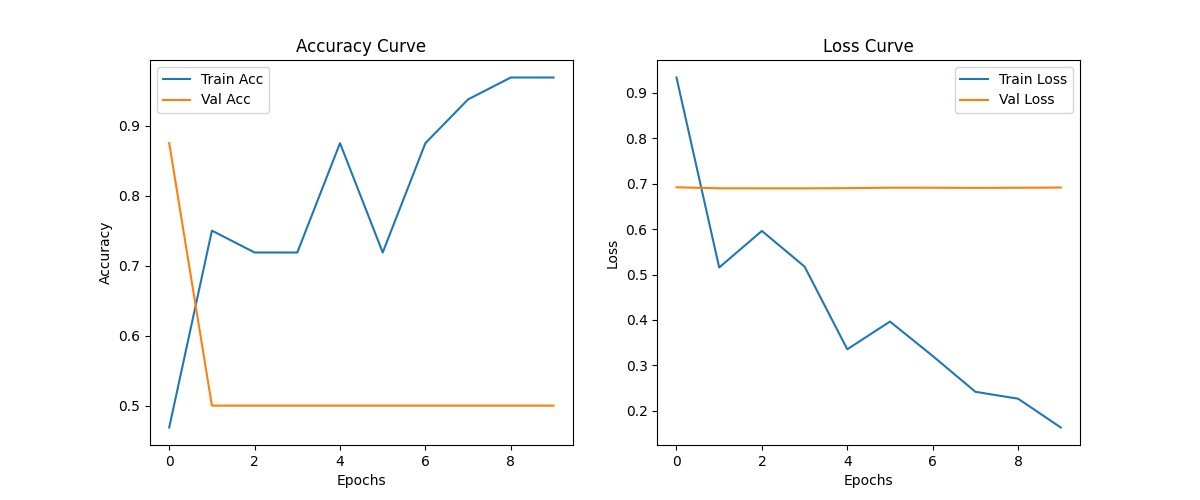 Accuracy Curve
Train Acc
Val Acc
0.9
0.8
0.7
0.6
0.5
Accuracy
0 2 4 6 8
Epochs
Loss Curve
Train Loss
Val Loss
0.9
0.8
0.7
0.6
0.5
0.4
0.3
0.2
Loss
0 2 4 6 8
Epochs